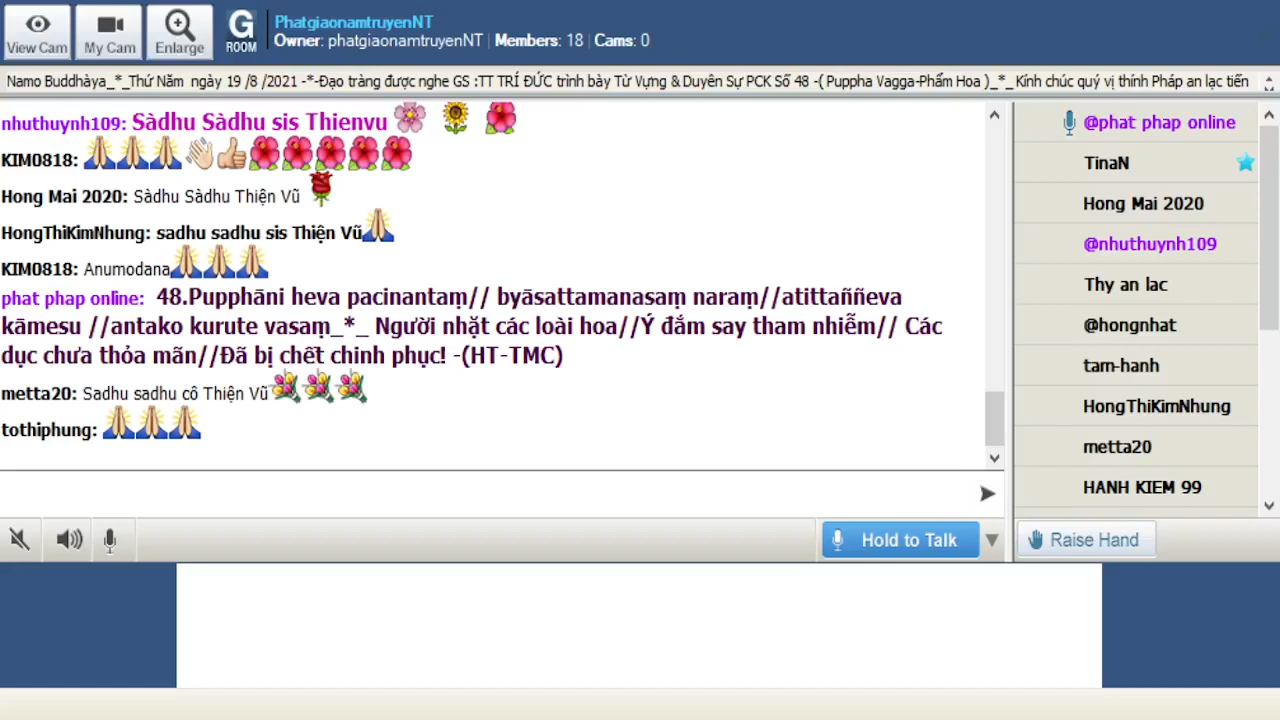 View Cam
My Cam
Enlarge
G
ROOM
PhatgiaonamtruyenNT
Owner: phatgiaonamtruyenNT | Members: 18 | Cams: 0
Namo Buddhàya_*_Thứ Năm ngày 19 /8 /2021 -*-Đạo tràng được nghe GS :TT TRÍ ĐỨC trình bày Từ Vựng & Duyên Sự PCK Số 48 -( Puppha Vagga-Phẩm Hoa )_*_Kính chúc quý vị thính Pháp an lạc tiến
nhuthuynh109: Sàdhu Sàdhu sis Thienvu
KIM0818:
Hong Mai 2020: Sàdhu Sàdhu Thiện Vũ
HongThiKimNhung: sadhu sadhu sis Thiện Vũ
KIM0818: Anumodana
phat phap online: 48.Pupphāni heva pacinantaṃ// byāsattamanasaṃ naraṃ//atittaññeva
kāmesu //antako kurute vasaṃ_*_ Người nhặt các loài hoa//Ý đắm say tham nhiễm// Các
dục chưa thỏa mãn//Đã bị chết chinh phục! -(HT-TMC)
metta20: Sadhu sadhu cô Thiện Vũ
tothiphung:
@phat phap online
TinaN
Hong Mai 2020
@nhuthuynh109
Thy an lac
@hongnhat
tam-hanh
HongThiKimNhung
metta20
HANH KIEM 99
Hold to Talk
Raise Hand